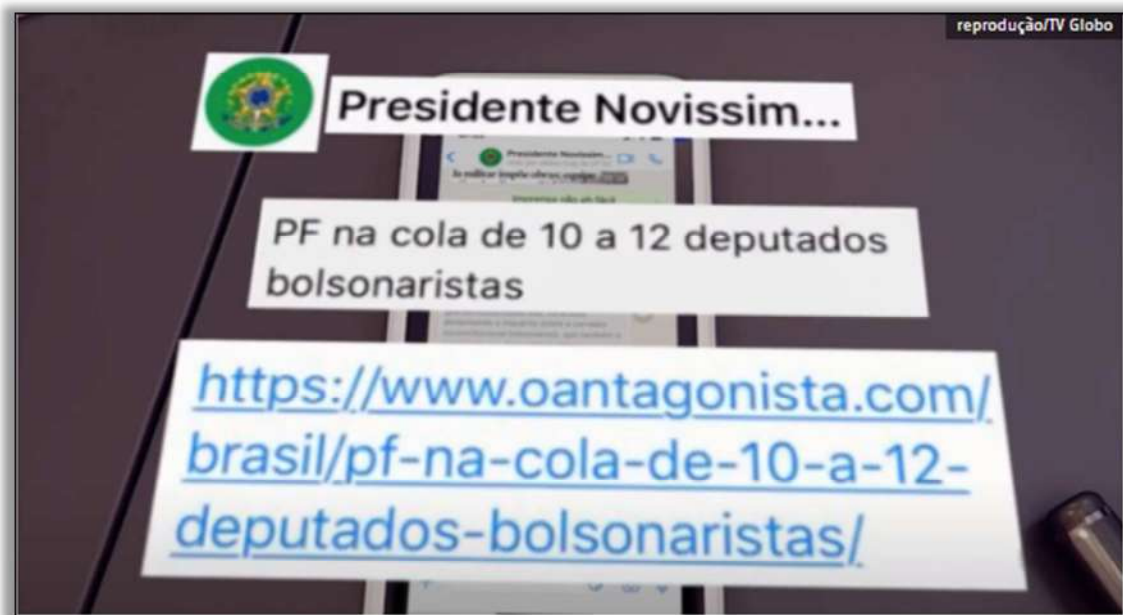 reprodução/TV Globo
Presidente Novissim...
PF na cola de 10 a 12 deputados
bolsonaristas
https://www.oantagonista.com/
brasil/pf-na-cola-de-10-a-12-
deputados-bolsonaristas/